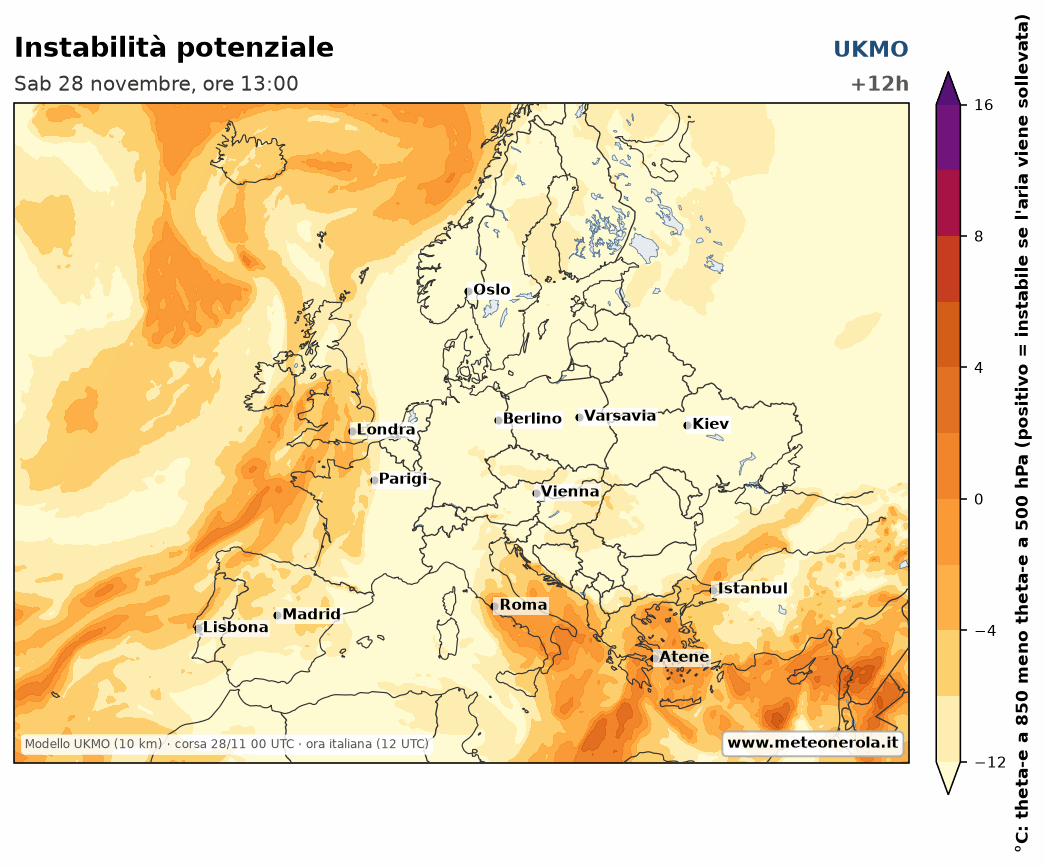 Instabilità potenziale
UKMO
Sab 28 novembre, ore 13:00
+12h
Oslo
Berlino
Varsavia
Kiev
Londra
Parigi
Vienna
Istanbul
Roma
Madrid
Lisbona
Atene
Modello UKMO (10 km) · corsa 28/11 00 UTC · ora italiana (12 UTC)
www.meteonerola.it
16
8
4
0
−4
−12
°C: theta-e a 850 meno theta-e a 500 hPa (positivo = instabile se l'aria viene sollevata)